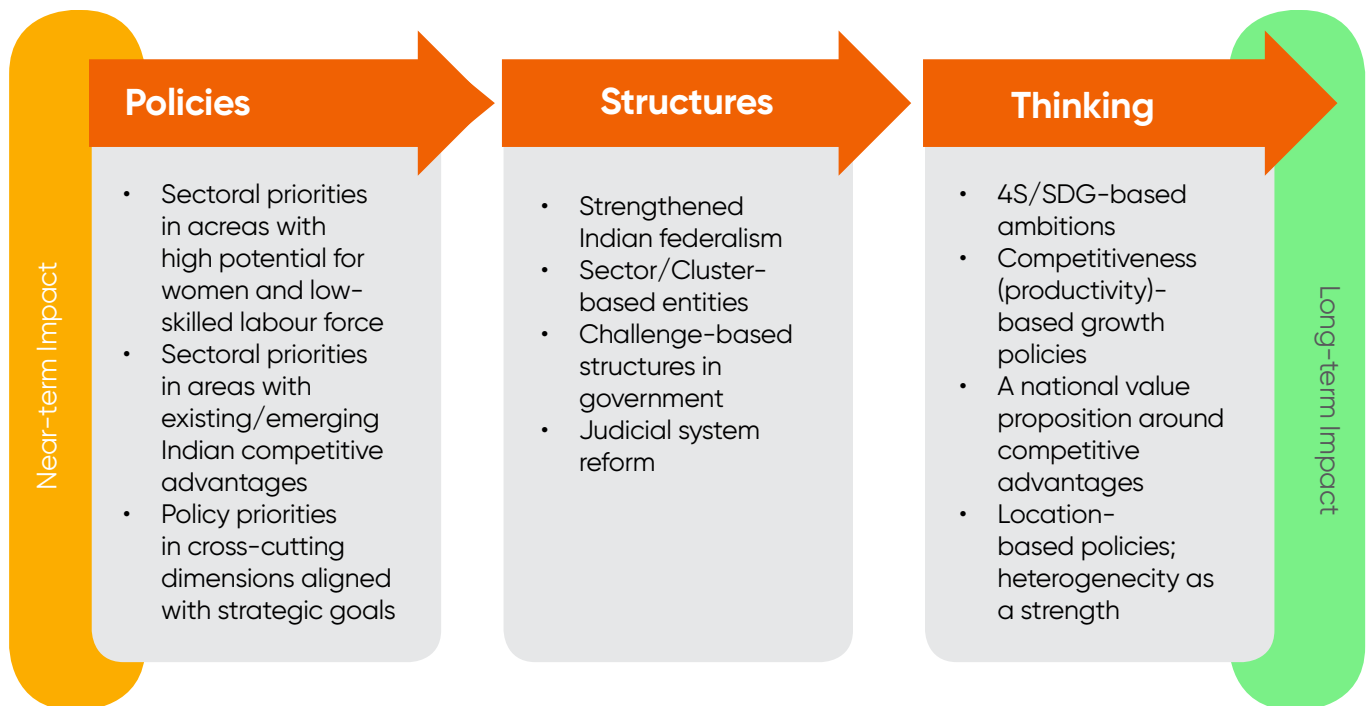 Near-term Impact
Policies
• Sectoral priorities
in acreas with
high potential for
women and low-
skilled labour force
• Sectoral priorities
in areas with
existing/emerging
Indian competitive
advantages
• Policy priorities
in cross-cutting
dimensions aligned
with strategic goals
Structures
• Strengthened
Indian federalism
• Sector/Cluster-
based entities
• Challenge-based
structures in
government
• Judicial system
reform
Thinking
• 4S/SDG-based
ambitions
• Competitiveness
(productivity)-
based growth
policies
• A national value
proposition around
competitive
advantages
• Location-
based policies;
heterogenecity as
a strength
Long-term Impact